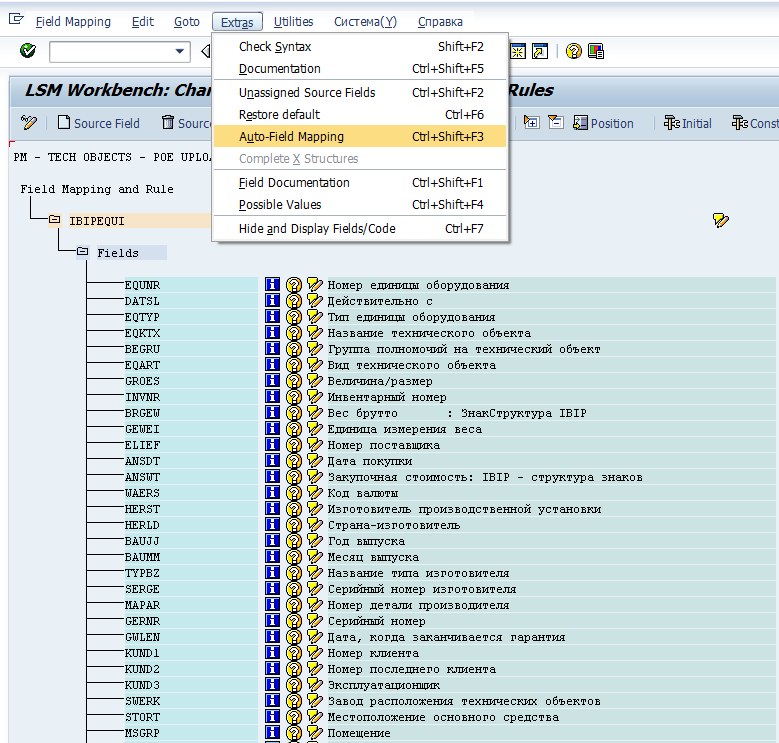 Field Mapping Edit Goto Extras Utilities Система(Y) Справка
Check Syntax Shift+F2
Documentation Ctrl+Shift+F5
Unassigned Source Fields Ctrl+Shift+F2
Restore default Ctrl+F6
Auto-Field Mapping Ctrl+Shift+F3
Complete X Structures
Field Documentation Ctrl+Shift+F1
Possible Values Ctrl+Shift+F4
Hide and Display Fields/Code Ctrl+F7
LSM Workbench: Chan Rules
Source Field Sourc Position Initial Const
PM - TECH OBJECTS - POE UPLOA
Field Mapping and Rule
IBIPEQUI
Fields
EQUNR Номер единицы оборудования
DATSL Действительно с
EQTYP Тип единицы оборудования
EQKTX Название технического объекта
BEGRU Группа полномочий на технический объект
EQART Вид технического объекта
GROES Величина/размер
INVNR Инвентарный номер
BRGEW Вес брутто : ЗнакСтруктура IBIP
GEWEI Единица измерения веса
ELIEF Номер поставщика
ANSDT Дата покупки
ANSWT Закупочная стоимость: IBIP - структура знаков
WAERS Код валюты
HERST Изготовитель производственной установки
HERLD Страна-изготовитель
BAUJJ Год выпуска
BAUMM Месяц выпуска
TYPBZ Название типа изготовителя
SERGE Серийный номер изготовителя
MAPAR Номер детали производителя
GERNR Серийный номер
GWLEN Дата, когда заканчивается гарантия
KUND1 Номер клиента
KUND2 Номер последнего клиента
KUND3 Эксплуатационщик
SWERK Завод расположения технических объектов
STORT Местоположение основного средства
MSGRP Помещение